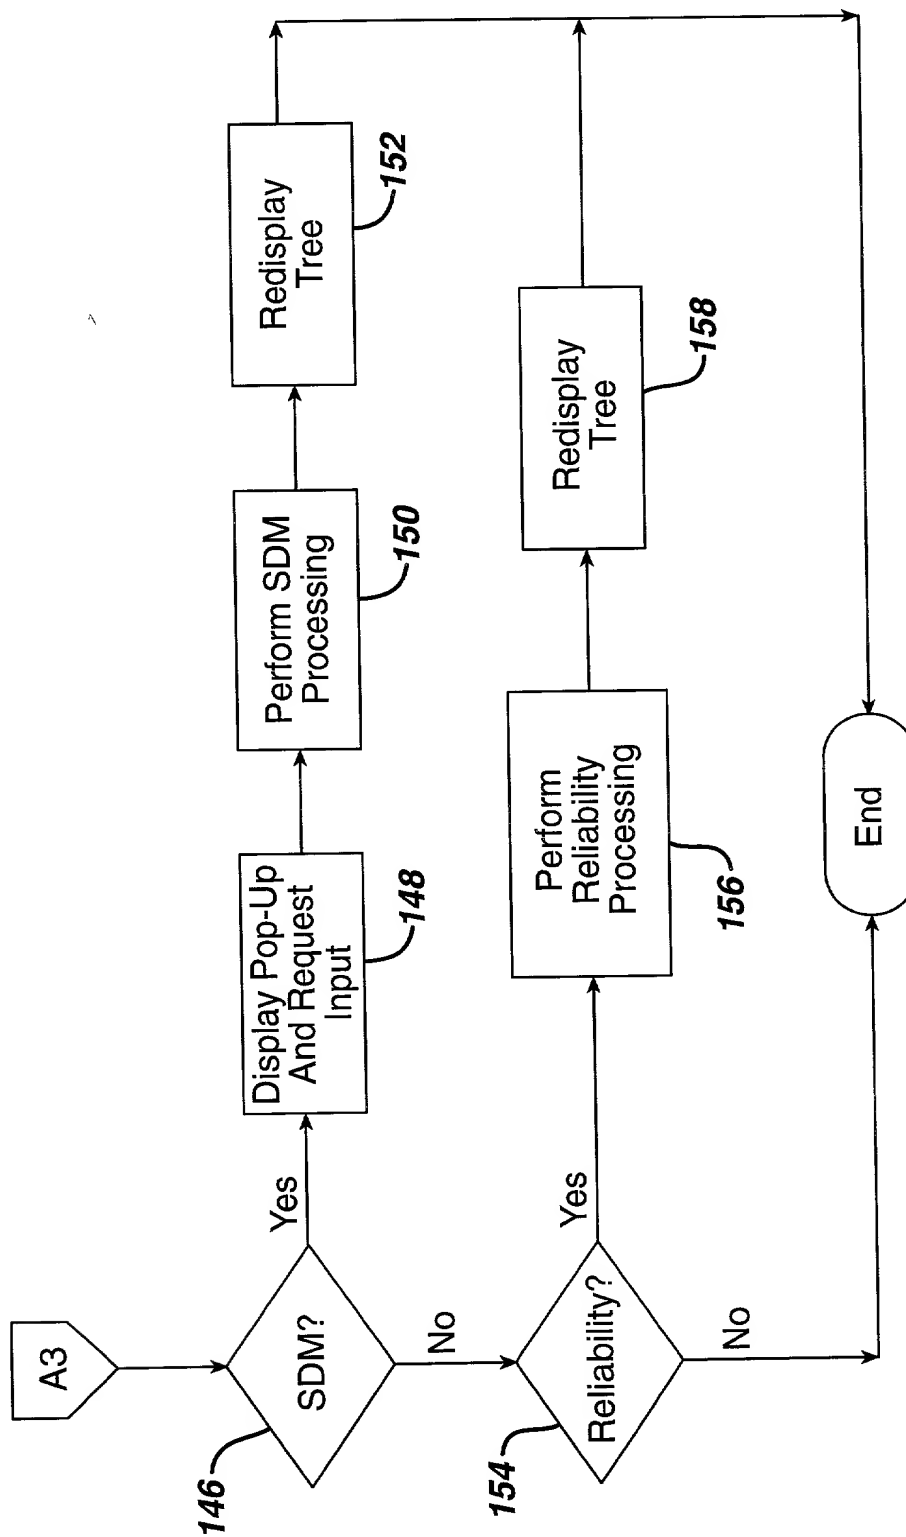 A3
SDM?
146
Yes
No
Display Pop-Up
And Request
Input
148
Perform SDM
Processing
150
Redisplay
Tree
152
Reliability?
154
Yes
No
Perform
Reliability
Processing
156
Redisplay
Tree
158
End